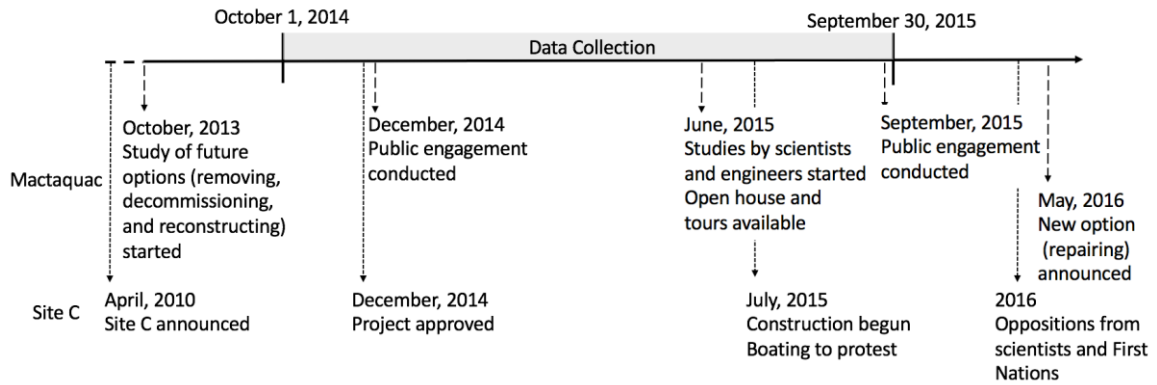 October 1, 2014
September 30, 2015
Data Collection
Mactaquac
October, 2013
Study of future
options (removing,
decommissioning,
and reconstructing)
started
December, 2014
Public engagement
conducted
June, 2015
Studies by scientists
and engineers started
Open house and
tours available
September, 2015
Public engagement
conducted
May, 2016
New option
(repairing)
announced
Site C
April, 2010
Site C announced
December, 2014
Project approved
July, 2015
Construction begun
Boating to protest
2016
Oppositions from
scientists and First
Nations